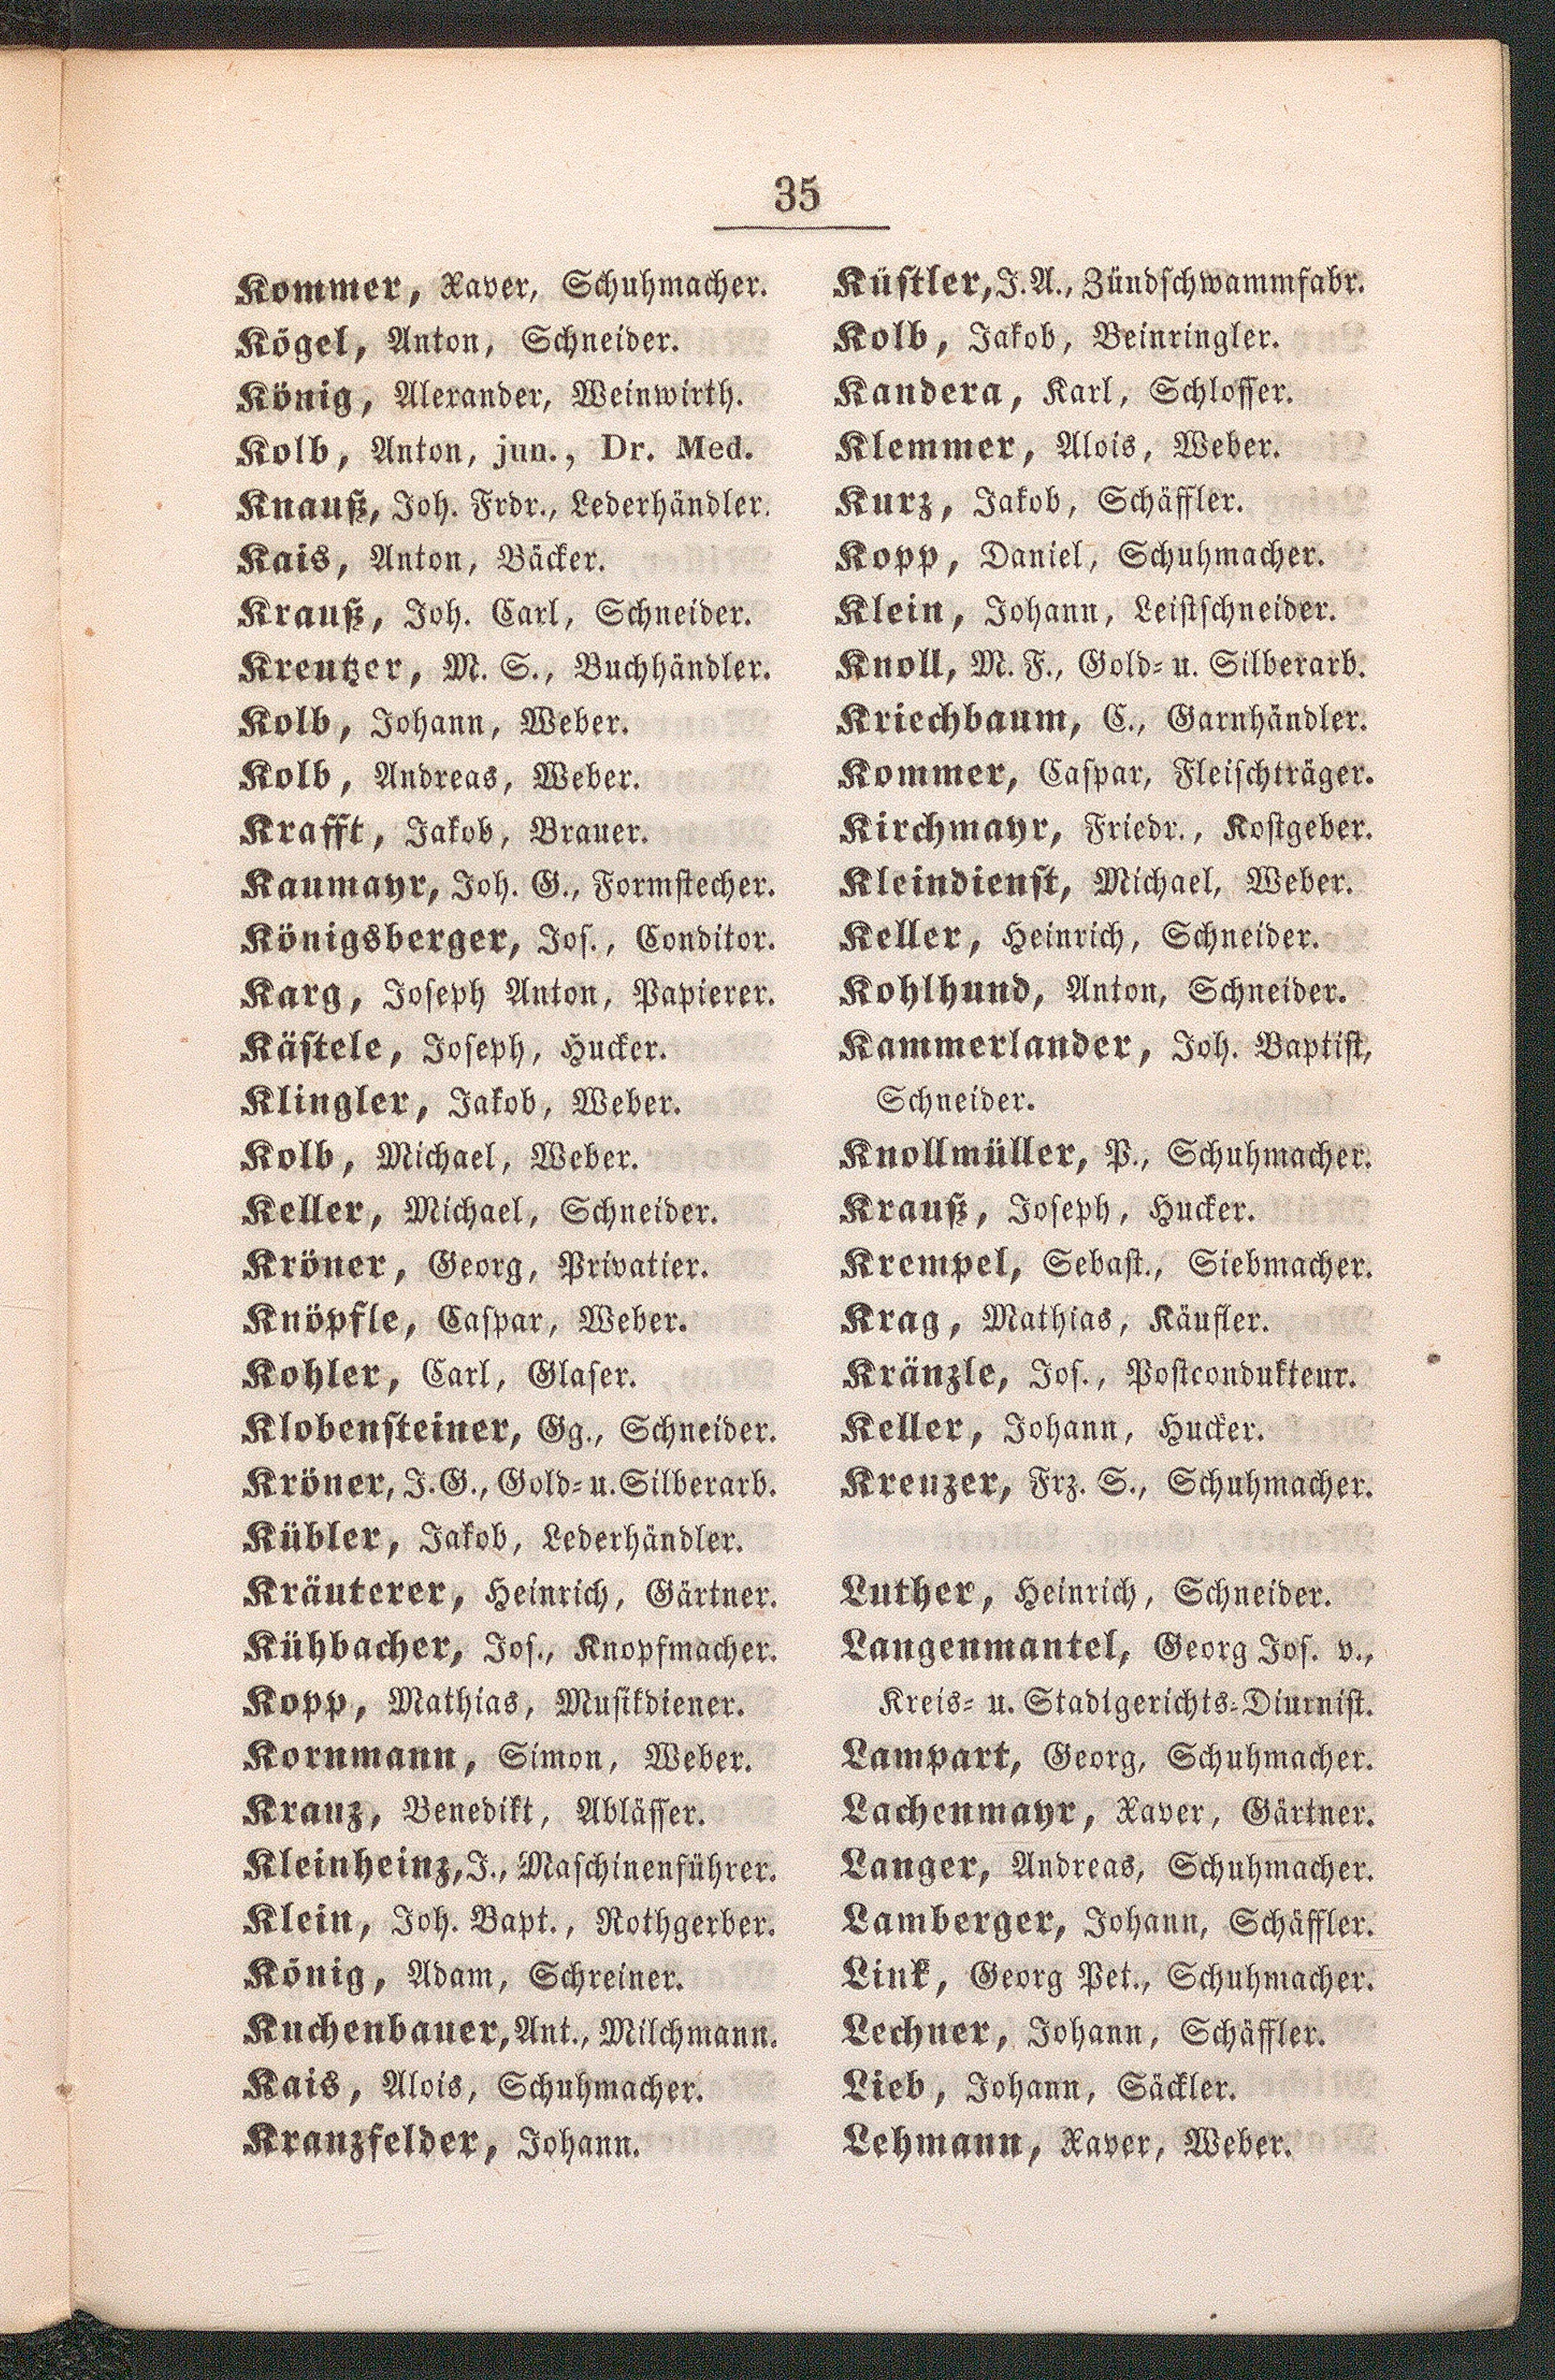 35
Kommer, Xaver, Schuhmacher.
Kögel, Anton, Schneider.
König, Alexander, Weinwirth.
Kolb, Anton, jun., Dr. Med.
Knauß, Joh. Frdr., Lederhändler.
Kais, Anton, Bäcker.
Krauß, Joh. Carl, Schneider.
Kreutzer, M. S., Buchhändler.
Kolb, Johann, Weber.
Kolb, Andreas, Weber.
Krafft, Jakob, Brauer.
Kaumayr, Joh. G., Formstecher.
Königsberger, Jos., Conditor.
Karg, Joseph Anton, Papierer.
Kästele, Joseph, Hucker.
Klingler, Jakob, Weber.
Kolb, Michael, Weber.
Keller, Michael, Schneider.
Kröner, Georg, Privatier.
Knöpfle, Caspar, Weber.
Kohler, Carl, Glaser.
Klobensteiner, Gg., Schneider.
Kröner, J. G., Gold- u. Silberarb.
Kübler, Jakob, Lederhändler.
Kräuterer, Heinrich, Gärtner.
Kühbacher, Jos., Knopfmacher.
Kopp, Mathias, Musikdiener.
Kornmann, Simon, Weber.
Kranz, Benedikt, Ablässer.
Kleinheinz, J., Maschinenführer.
Klein, Joh. Bapt., Rothgerber.
König, Adam, Schreiner.
Kuchenbauer, Ant., Milchmann.
Kais, Alois, Schuhmacher.
Kranzfelder, Johann.
Küstler, J. A., Zündschwammfabr.
Kolb, Jakob, Beinringler.
Kandera, Karl, Schlosser.
Klemmer, Alois, Weber.
Kurz, Jakob, Schäffler.
Kopp, Daniel, Schuhmacher.
Klein, Johann, Leistschneider.
Knoll, M. F., Gold- u. Silberarb.
Kriechbaum, C., Garnhändler.
Kommer, Caspar, Fleischträger.
Kirchmayr, Friedr., Kostgeber.
Kleindienst, Michael, Weber.
Keller, Heinrich, Schneider.
Kohlhund, Anton, Schneider.
Kammerlander, Joh. Baptist,
Schneider.
Knollmüller, P., Schuhmacher.
Krauß, Joseph, Hucker.
Krempel, Sebast., Siebmacher.
Krag, Mathias, Käufler.
Kränzle, Jos., Postcondukteur.
Keller, Johann, Hucker.
Kreuzer, Frz. S., Schuhmacher.
Luther, Heinrich, Schneider.
Langenmantel, Georg Jos. v.,
Kreis- u. Stadtgerichts-Diurnist.
Lampart, Georg, Schuhmacher.
Lachenmayr, Xaver, Gärtner.
Langer, Andreas, Schuhmacher.
Lamberger, Johann, Schäffler.
Link, Georg Pet., Schuhmacher.
Lechner, Johann, Schäffler.
Lieb, Johann, Säckler.
Lehmann, Xaver, Weber.